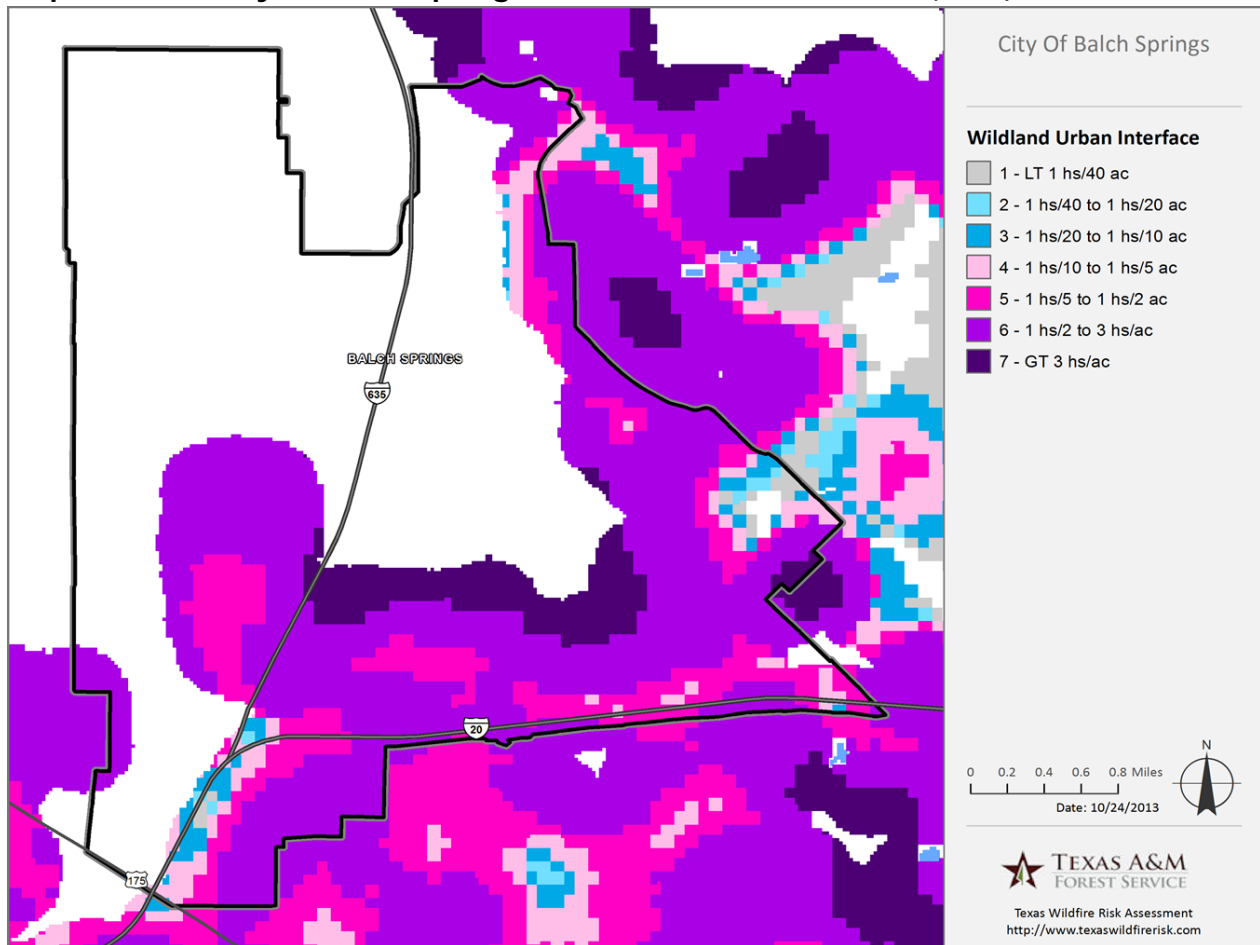 City Of Balch Springs
Wildland Urban Interface
1 - LT 1 hs/40 ac
2 - 1 hs/40 to 1 hs/20 ac
3 - 1 hs/20 to 1 hs/10 ac
4 - 1 hs/10 to 1 hs/5 ac
5 - 1 hs/5 to 1 hs/2 ac
6 - 1 hs/2 to 3 hs/ac
7 - GT 3 hs/ac
BALCH SPRINGS
635
20
175
N
0 0.2 0.4 0.6 0.8 Miles
Date: 10/24/2013
TEXAS A&M
FOREST SERVICE
Texas Wildfire Risk Assessment
http://www.texaswildfirerisk.com